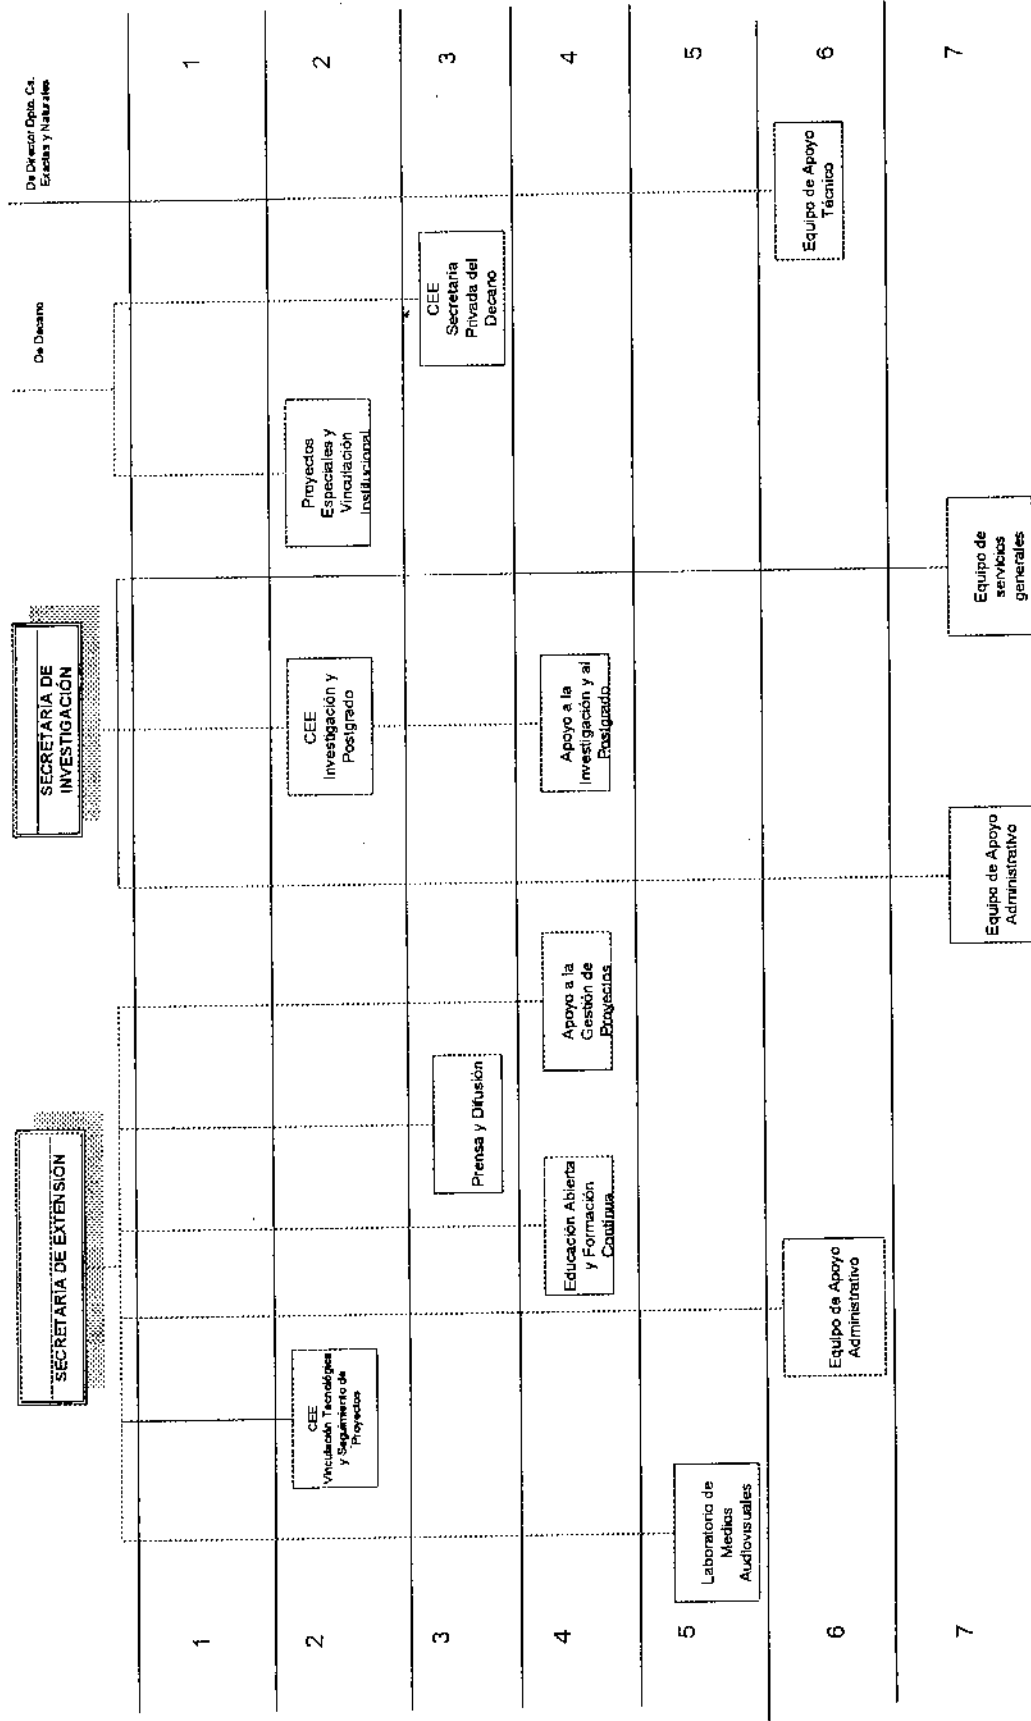 SECRETARÍA DE EXTENSIÓN
SECRETARÍA DE
INVESTIGACIÓN
De Decano
De Director Dpto. Cs.
Exactas y Naturales
1
1
2
CEE
Vinculación Tecnológica
y Seguimiento de
Proyectos
CEE
Investigación y
Postgrado
Proyectos
Especiales y
Vinculación
Institucional
2
3
Prensa y Difusión
CEE
Secretaria
Privada del
Decano
3
4
Educación Abierta
y Formación
Continua
Apoyo a la
Gestión de
Proyectos
Apoyo a la
Investigación y al
Postgrado
4
5
Laboratorio de
Medios
Audiovisuales
5
6
Equipo de Apoyo
Administrativo
Equipo de Apoyo
Técnico
6
7
Equipo de Apoyo
Administrativo
Equipo de
servicios
generales
7